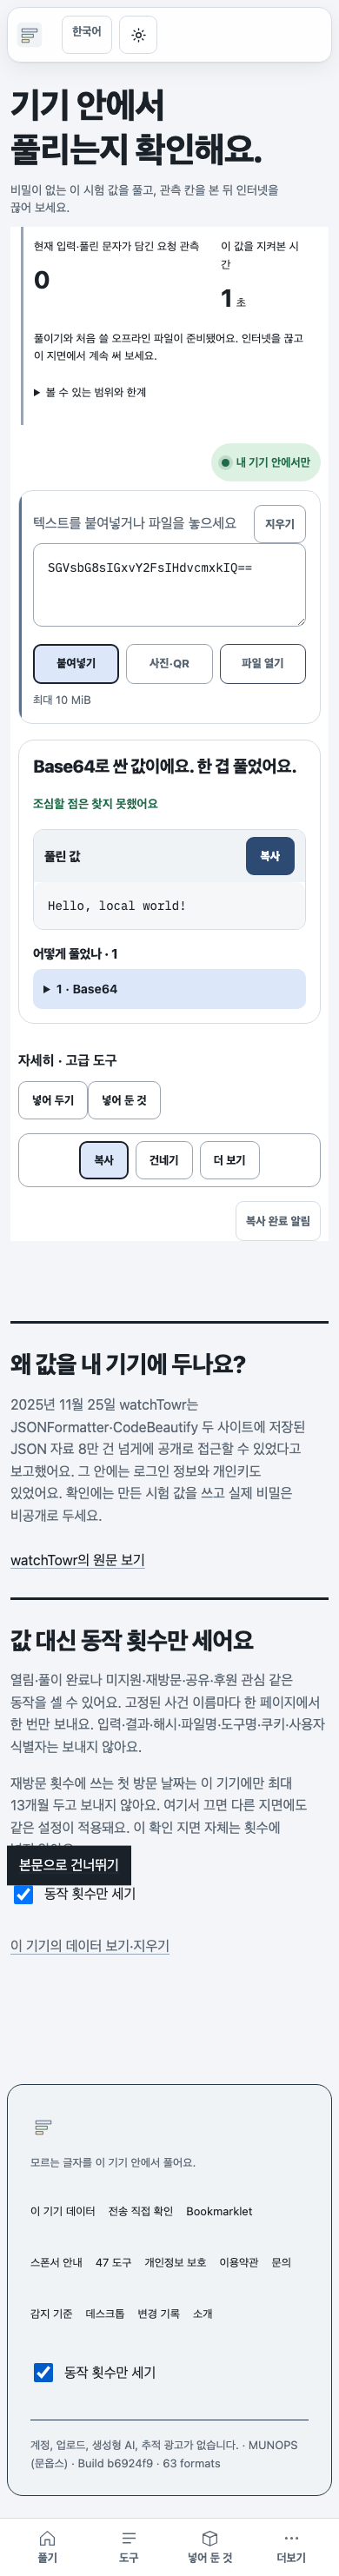 한국어
기기 안에서
풀리는지 확인해요.
비밀이 없는 이 시험 값을 풀고, 관측 칸을 본 뒤 인터넷을
끊어 보세요.
현재 입력·풀린 문자가 담긴 요청 관측
0
이 값을 지켜본 시
간
1 초
풀이기와 처음 쓸 오프라인 파일이 준비됐어요. 인터넷을 끊고
이 지면에서 계속 써 보세요.
▶ 볼 수 있는 범위와 한계
내 기기 안에서만
텍스트를 붙여넣거나 파일을 놓으세요
지우기
SGVsbG8sIGxvY2FsIHdvcmxkIQ==
붙여넣기
사진·QR
파일 열기
최대 10 MiB
Base64로 싼 값이에요. 한 겹 풀었어요.
조심할 점은 찾지 못했어요
풀린 값
복사
Hello, local world!
어떻게 풀었나 · 1
▶ 1 · Base64
자세히 · 고급 도구
넣어 두기
넣어 둔 것
복사
건네기
더 보기
복사 완료 알림
왜 값을 내 기기에 두나요?
2025년 11월 25일 watchTowr는
JSONFormatter·CodeBeautify 두 사이트에 저장된
JSON 자료 8만 건 넘게에 공개로 접근할 수 있었다고
보고했어요. 그 안에는 로그인 정보와 개인키도
있었어요. 확인에는 만든 시험 값을 쓰고 실제 비밀은
비공개로 두세요.
watchTowr의 원문 보기
값 대신 동작 횟수만 세어요
열림·풀이 완료나 미지원·재방문·공유·후원 관심 같은
동작을 셀 수 있어요. 고정된 사건 이름마다 한 페이지에서
한 번만 보내요. 입력·결과·해시·파일명·도구명·쿠키·사용자
식별자는 보내지 않아요.
재방문 횟수에 쓰는 첫 방문 날짜는 이 기기에만 최대
13개월 두고 보내지 않아요. 여기서 끄면 다른 지면에도
같은 설정이 적용돼요. 이 확인 지면 자체는 횟수에
본문으로 건너뛰기
동작 횟수만 세기
이 기기의 데이터 보기·지우기
모르는 글자를 이 기기 안에서 풀어요.
이 기기 데이터
전송 직접 확인
Bookmarklet
스폰서 안내
47 도구
개인정보 보호
이용약관
문의
감지 기준
데스크톱
변경 기록
소개
동작 횟수만 세기
계정, 업로드, 생성형 AI, 추적 광고가 없습니다. · MUNOPS
(문옵스) · Build b6924f9 · 63 formats
풀기
도구
넣어 둔 것
더보기